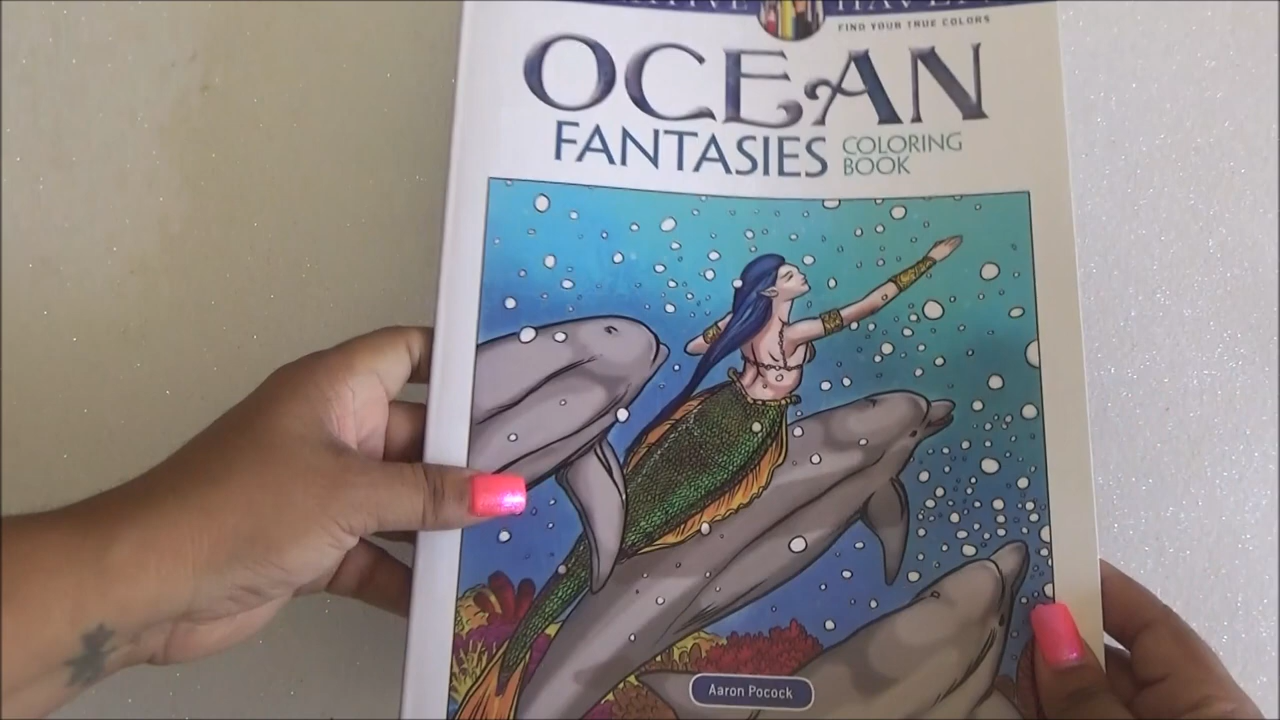 FIND YOUR TRUE COLORS
OCEAN
FANTASIES COLORING
BOOK
Aaron Pocock